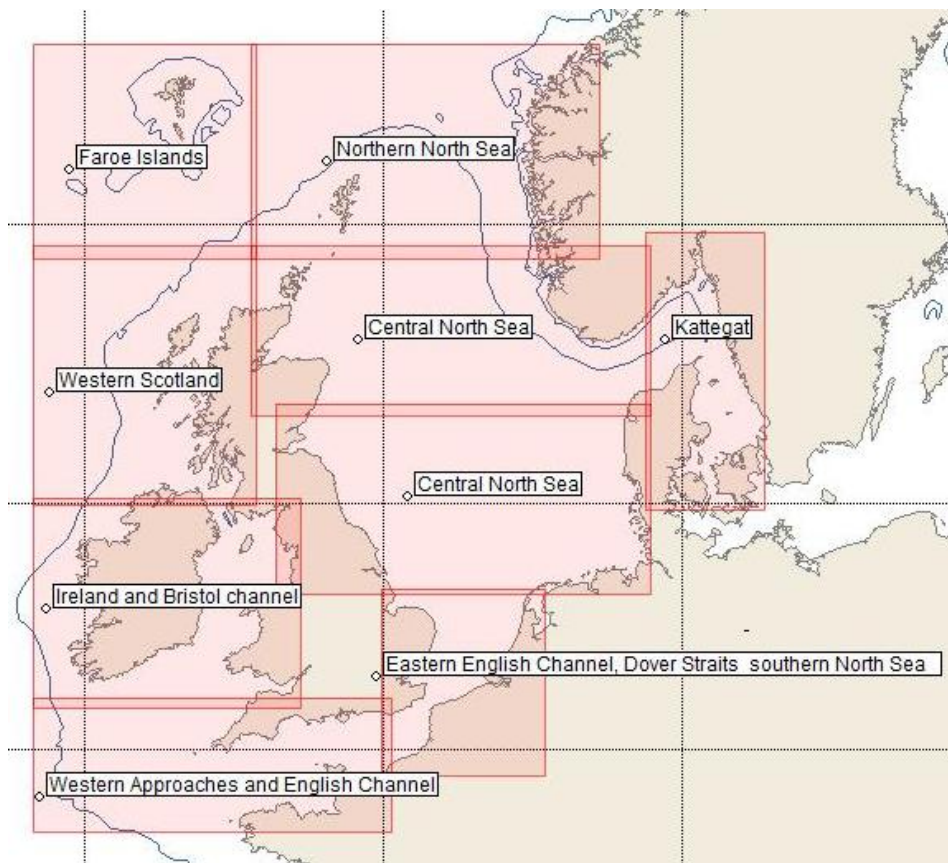 Northern North Sea
Faroe Islands
Central North Sea
Kattegat
Western Scotland
Central North Sea
Ireland and Bristol channel
Eastern English Channel, Dover Straits  southern North Sea
Western Approaches and English Channel